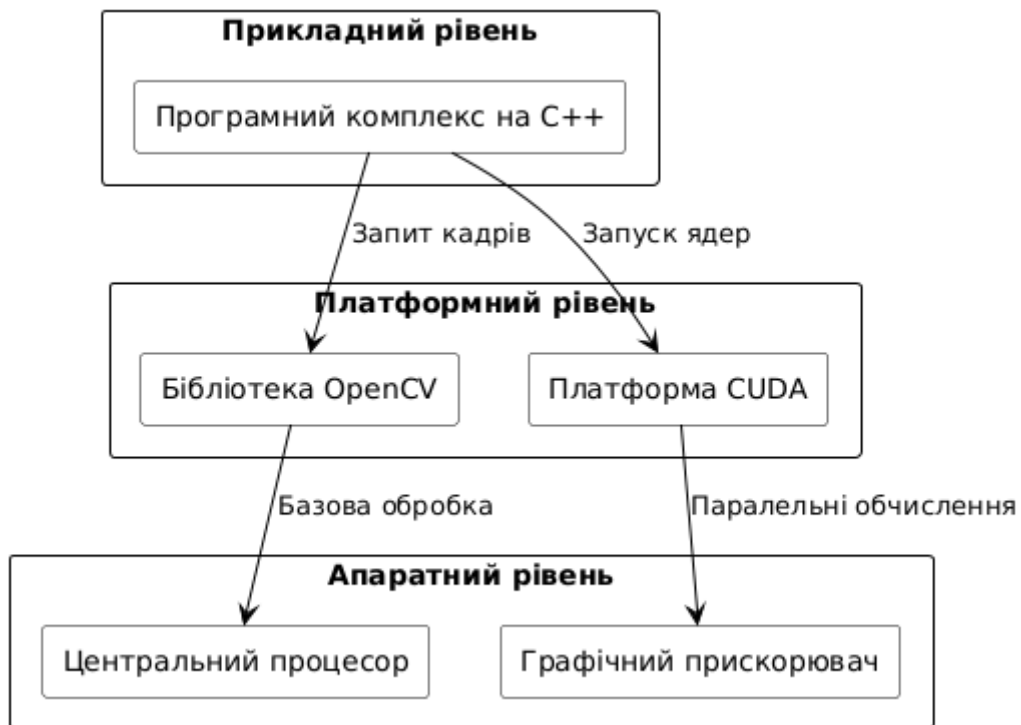 Прикладний рівень
Програмний комплекс на C++
Запит кадрів
Запуск ядер
Платформний рівень
Бібліотека OpenCV
Платформа CUDA
Базова обробка
Паралельні обчислення
Апаратний рівень
Центральний процесор
Графічний прискорювач